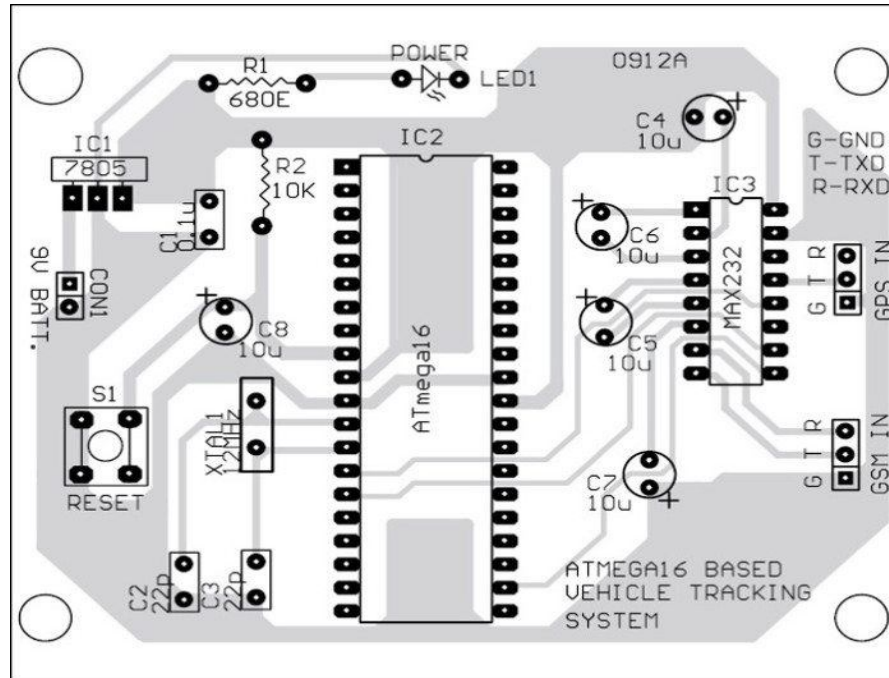 POWER
R1
LED1
680E
0912A
C4
10u
G-GND
T-TXD
R-RXD
IC1
7805
IC2
R2
10K
IC3
C1
0.1u
C6
10u
MAX232
R
T
G
GPS IN
9V BATT.
CON1
C8
10u
C5
10u
ATmega16
S1
RESET
XTAL1
12MHz
R
T
G
GSM IN
C7
10u
C2
22p
C3
22p
ATMEGA16 BASED
VEHICLE TRACKING
SYSTEM